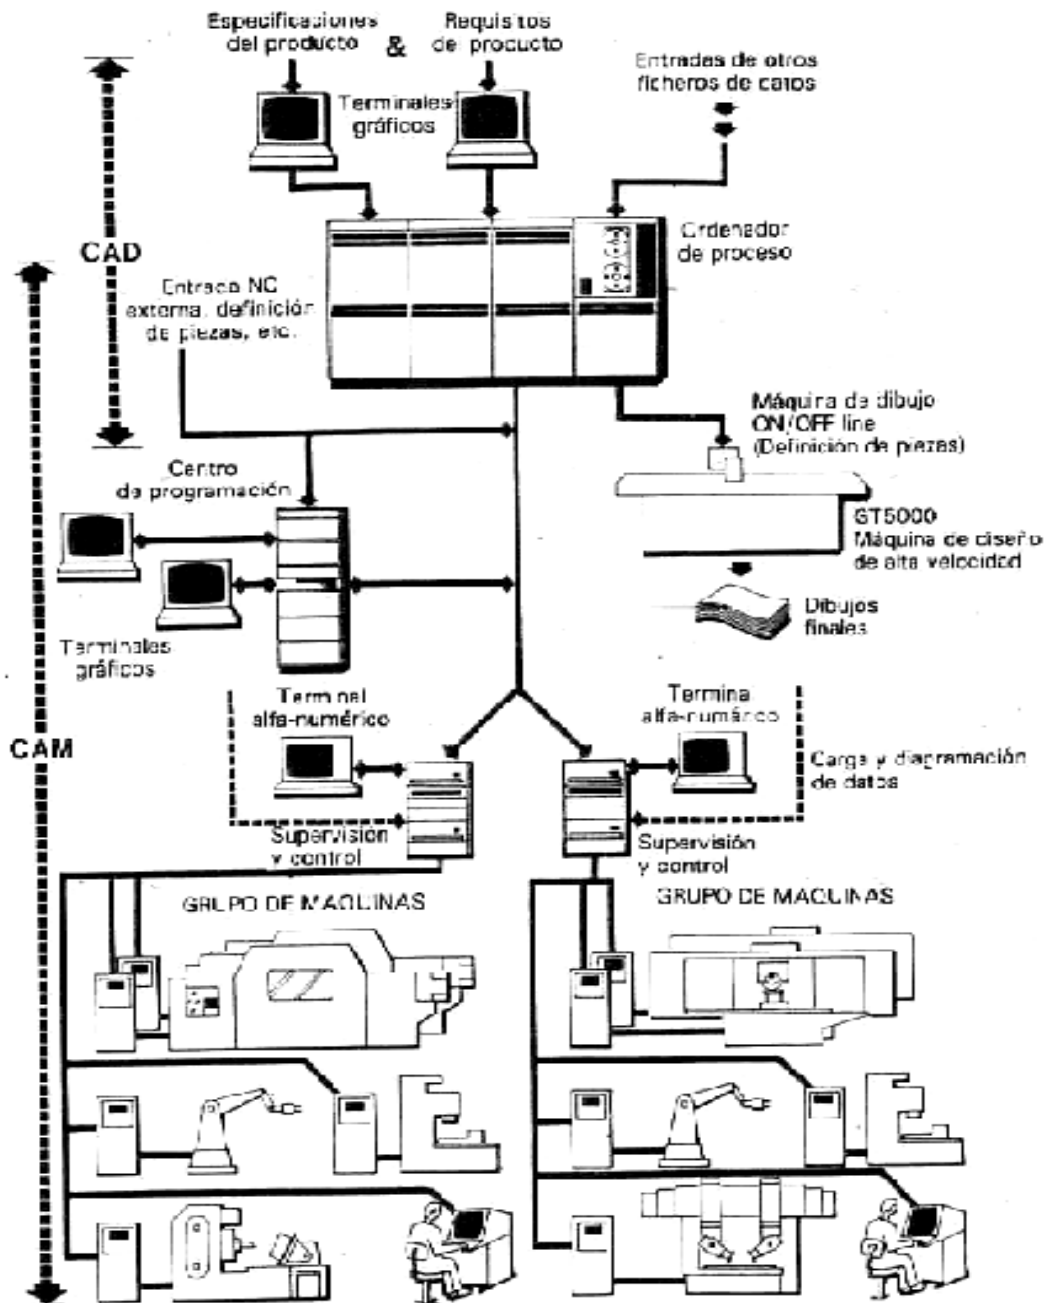 Especificaciones
del producto
&
Requisitos
de producto
Entradas de otros
ficheros de datos
Terminales
gráficos
Ordenador
de proceso
CAD
Entrada NC
externa, definición
de piezas, etc.
Máquina de dibujo
ON/OFF line
(Definición de piezas)
Centro
de programación
GT5000
Máquina de diseño
de alta velocidad
Dibujos
finales
Terminales
gráficos
Terminal
alfa-numérico
Terminal
alfa-numérico
CAM
Carga y diagramación
de datos
Supervisión
y control
Supervisión
y control
GRUPO DE MAQUINAS
GRUPO DE MAQUINAS